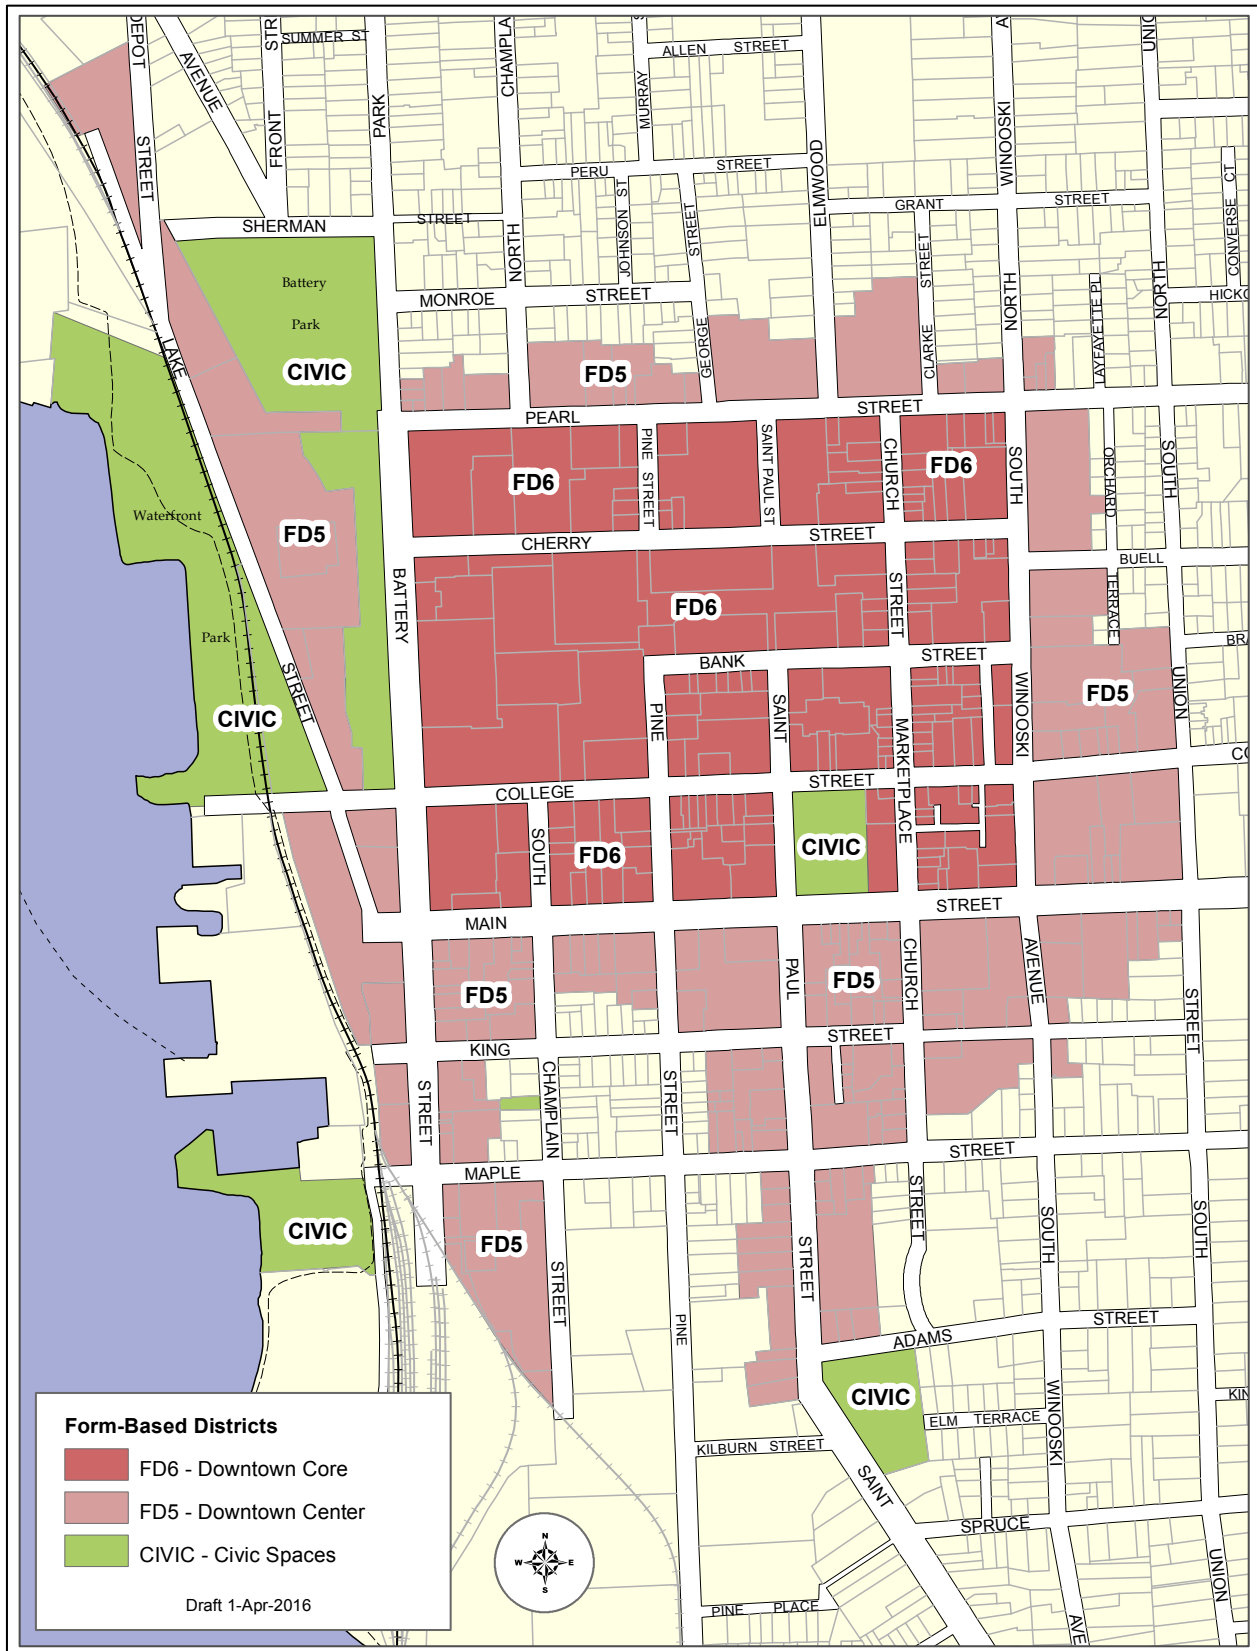 DEPOT
STREET
AVENUE
STR
SUMMER ST
FRONT
PARK
CHAMPLA
MURRAY
ALLEN STREET
ELMWOOD
WINOOSKI
UNIO
PERU STREET
SHERMAN
STREET
NORTH
JOHNSON ST
STREET
GRANT STREET
CLARKE STREET
NORTH
LAYFAYETTE PL
NORTH
CONVERSE CT
HICKO
Battery
Park
CIVIC
LAKE
MONROE STREET
GEORGE
FD5
PEARL STREET
PINE STREET
SAINT PAUL ST
CHURCH
SOUTH
ORCHARD
SOUTH
FD6
FD6
Waterfront
FD5
CHERRY STREET
BUELL
TERRACE
BATTERY
FD6
STREET
Park
BANK STREET
BRA
STREET
CIVIC
PINE
SAINT
MARKETPLACE
WINOOSKI
FD5
UNION
COLLEGE STREET
CO
SOUTH
FD6
CIVIC
MAIN STREET
FD5
PAUL
FD5
CHURCH
AVENUE
STREET
KING STREET
STREET
CHAMPLAIN
STREET
MAPLE STREET
CIVIC
FD5
STREET
PINE
STREET
STREET
SOUTH
SOUTH
ADAMS STREET
CIVIC
ELM TERRACE
WINOOSKI
KIN
KILBURN STREET
SAINT
SPRUCE
UNION
PINE PLACE
AVE
Form-Based Districts
FD6 - Downtown Core
FD5 - Downtown Center
CIVIC - Civic Spaces
Draft 1-Apr-2016
N
W E
S